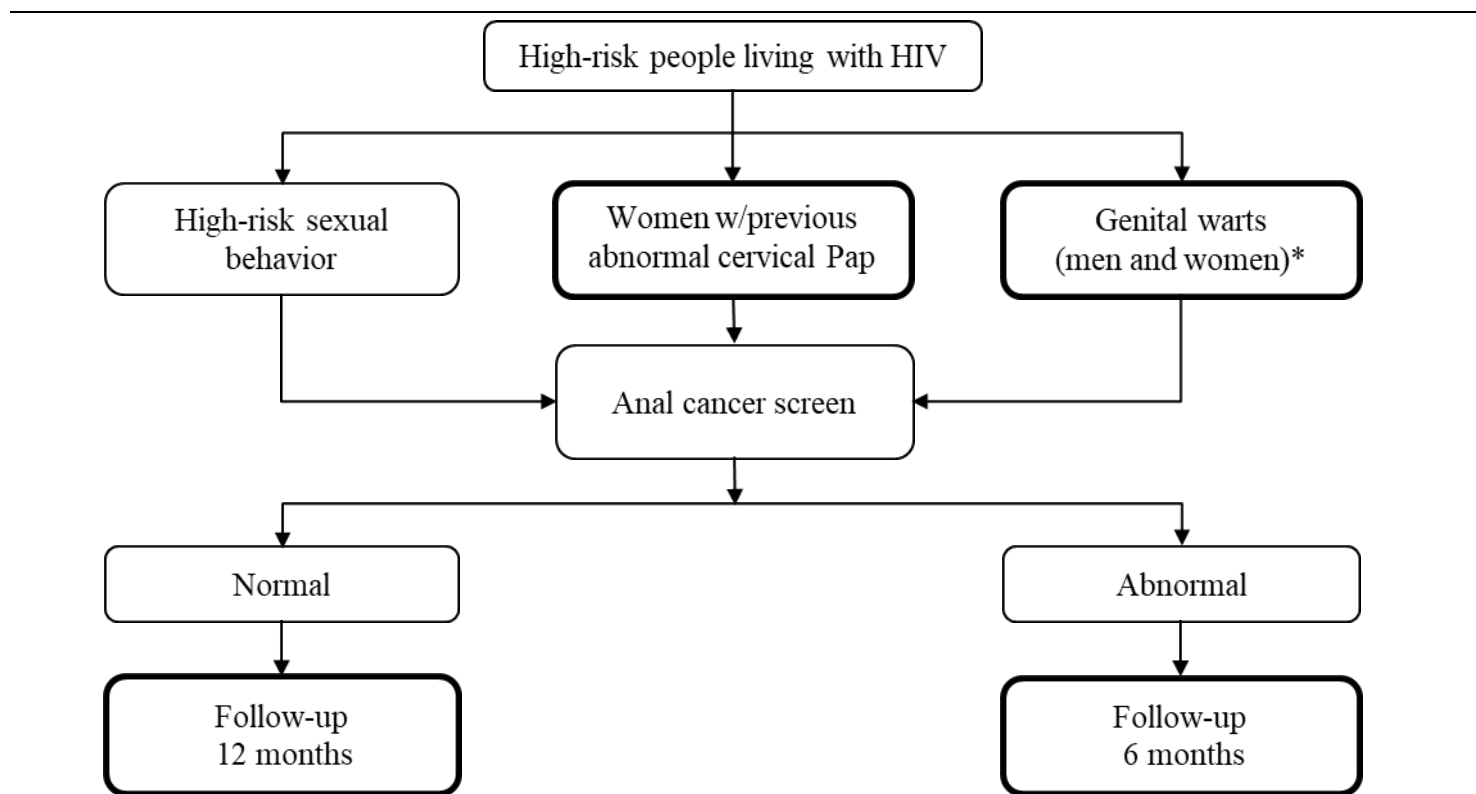 High-risk people living with HIV
High-risk sexual
behavior
Women w/previous
abnormal cervical Pap
Genital warts
(men and women)*
Anal cancer screen
Normal
Abnormal
Follow-up
12 months
Follow-up
6 months